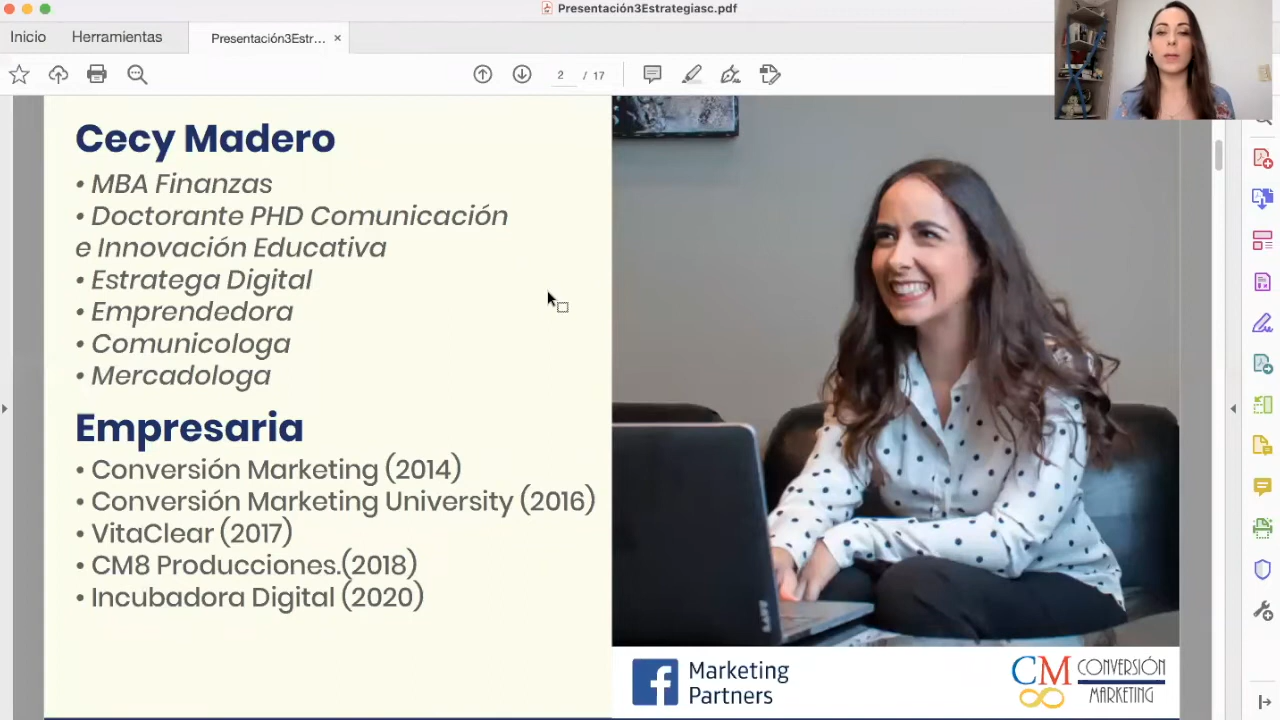 Presentación3Estrategiasc.pdf
Inicio
Herramientas
Presentación3Estr... ×
2 / 17
Cecy Madero
• MBA Finanzas
• Doctorante PHD Comunicación
e Innovación Educativa
• Estratega Digital
• Emprendedora
• Comunicologa
• Mercadologa
Empresaria
• Conversión Marketing (2014)
• Conversión Marketing University (2016)
• VitaClear (2017)
• CM8 Producciones.(2018)
• Incubadora Digital (2020)
Marketing
Partners
CM CONVERSIÓN
MARKETING